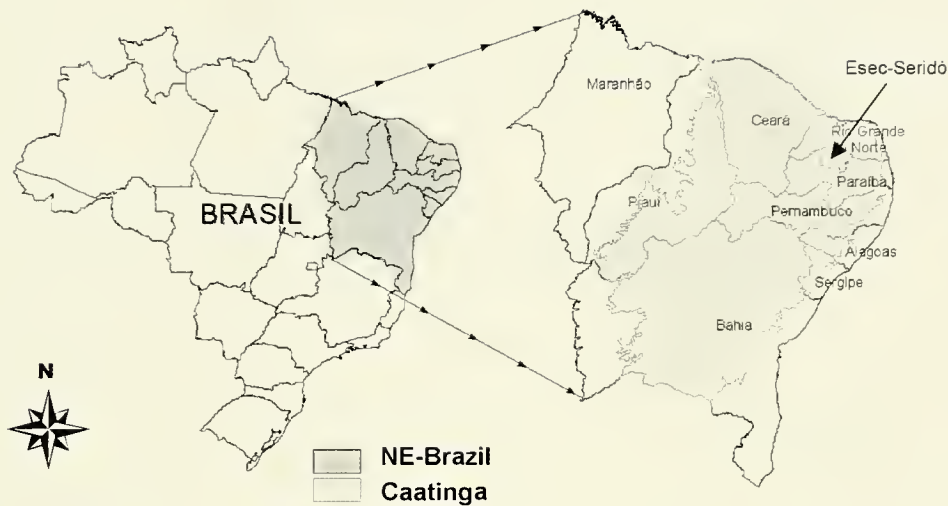 Esec-Seridó
Maranhão
Ceará
Rio Grande
Norte
Paraíba
Piauí
Pernambuco
Alagoas
Sergipe
Bahia
BRASIL
N
NE-Brazil
Caatinga